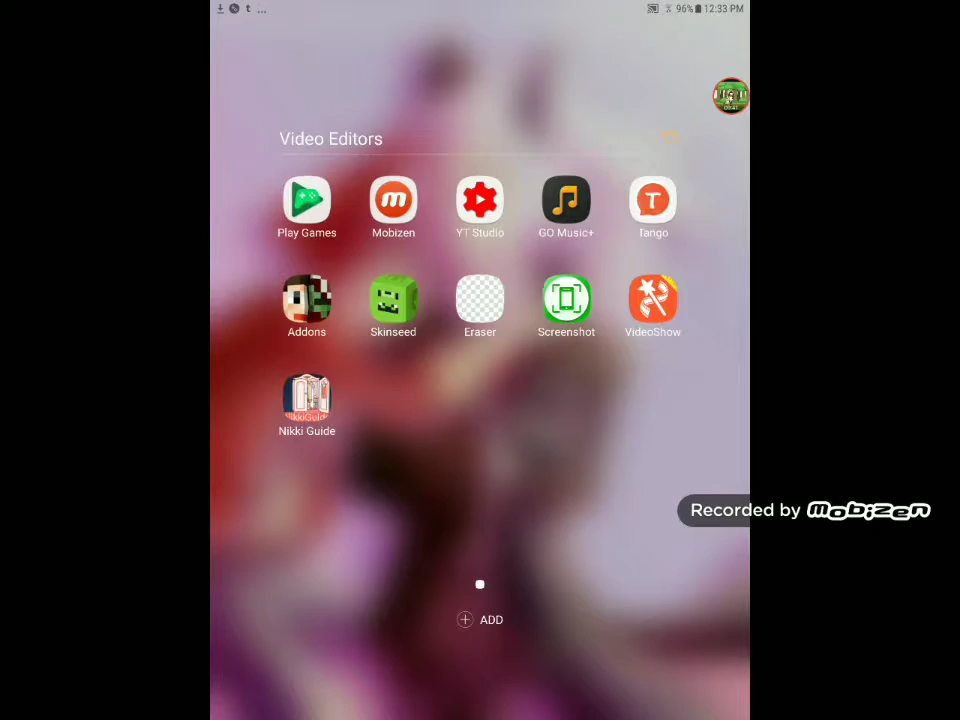 t ... 96% 12:33 PM
Video Editors
Play Games Mobizen YT Studio GO Music+ Tango
Addons Skinseed Eraser Screenshot VideoShow
NikkiGuide
Nikki Guide
Recorded by mobizen
ADD